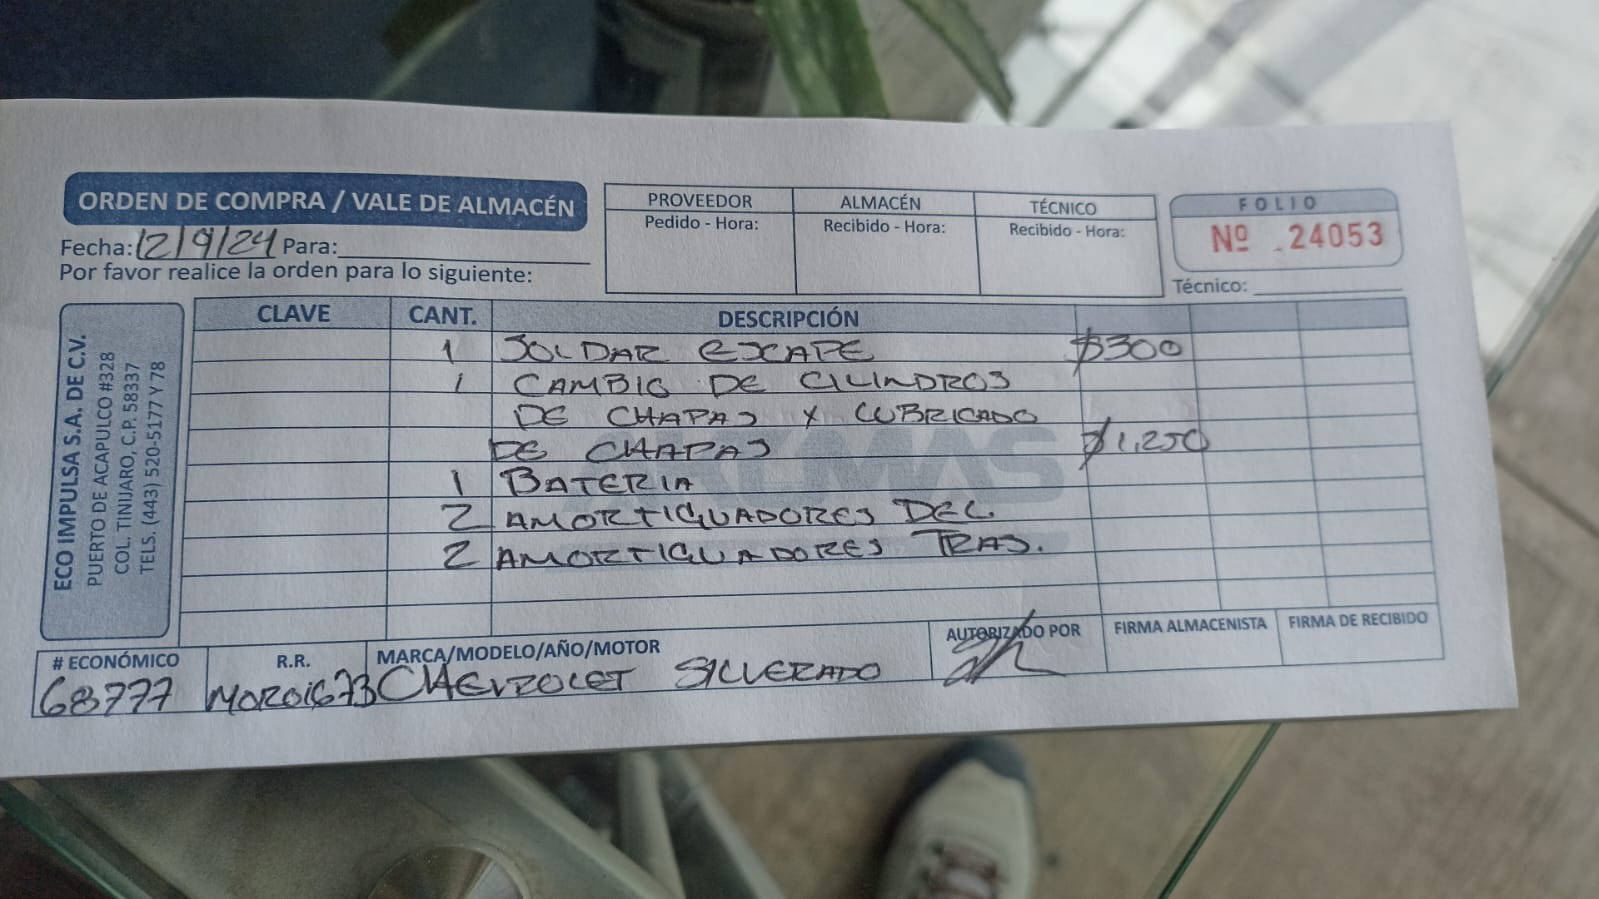 ORDEN DE COMPRA / VALE DE ALMACÉN
Fecha: 12/9/24 Para:
Por favor realice la orden para lo siguiente:
PROVEEDOR ALMACÉN TÉCNICO
Pedido - Hora: Recibido - Hora: Recibido - Hora:
FOLIO
Nº 24053
Técnico:
ECO IMPULSA S.A. DE C.V.
PUERTO DE ACAPULCO #328
COL. TINIJARO, C.P. 58337
TELS. (443) 520-5177 Y 78
CLAVE CANT. DESCRIPCIÓN
1 SOLDAR ESCAPE $300
1 CAMBIO DE CILINDROS
DE CHAPAS Y LUBRICADO
DE CHAPAS $1,250
1 BATERIA
2 AMORTIGUADORES DEL.
2 AMORTIGUADORES TRAS.
# ECONÓMICO R.R. MARCA/MODELO/AÑO/MOTOR AUTORIZADO POR FIRMA ALMACENISTA FIRMA DE RECIBIDO
68777 CHEVROLET SILVERADO